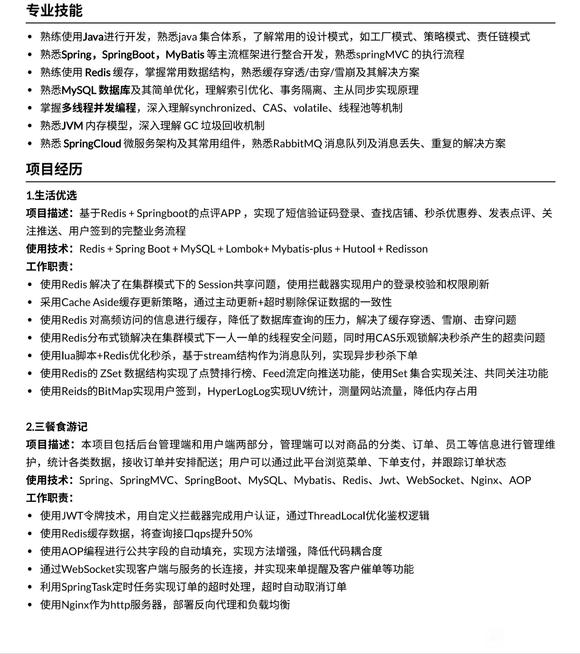 专业技能
• 熟练使用Java进行开发，熟悉java 集合体系，了解常用的设计模式，如工厂模式、策略模式、责任链模式
• 熟悉Spring，SpringBoot，MyBatis 等主流框架进行整合开发，熟悉springMVC 的执行流程
• 熟练使用 Redis 缓存，掌握常用数据结构，熟悉缓存穿透/击穿/雪崩及其解决方案
• 熟悉MySQL 数据库及其简单优化，理解索引优化、事务隔离、主从同步实现原理
• 掌握多线程并发编程，深入理解synchronized、CAS、volatile、线程池等机制
• 熟悉JVM 内存模型，深入理解 GC 垃圾回收机制
• 熟悉 SpringCloud 微服务架构及其常用组件，熟悉RabbitMQ 消息队列及消息丢失、重复的解决方案
项目经历
1.生活优选
项目描述：基于Redis + Springboot的点评APP，实现了短信验证码登录、查找店铺、秒杀优惠券、发表点评、关
注推送、用户签到的完整业务流程
使用技术：Redis + Spring Boot + MySQL + Lombok+ Mybatis-plus + Hutool + Redisson
工作职责：
• 使用Redis 解决了在集群模式下的 Session共享问题，使用拦截器实现用户的登录校验和权限刷新
• 采用Cache Aside缓存更新策略，通过主动更新+超时剔除保证数据的一致性
• 使用Redis 对高频访问的信息进行缓存，降低了数据库查询的压力，解决了缓存穿透、雪崩、击穿问题
• 使用Redis分布式锁解决在集群模式下一人一单的线程安全问题，同时用CAS乐观锁解决秒杀产生的超卖问题
• 使用lua脚本+Redis优化秒杀，基于stream结构作为消息队列，实现异步秒杀下单
• 使用Redis的 ZSet 数据结构实现了点赞排行榜、Feed流定向推送功能，使用Set 集合实现关注、共同关注功能
• 使用Reids的BitMap实现用户签到，HyperLogLog实现UV统计，测量网站流量，降低内存占用
2.三餐食游记
项目描述：本项目包括后台管理端和用户端两部分，管理端可以对商品的分类、订单、员工等信息进行管理维
护，统计各类数据，接收订单并安排配送；用户可以通过此平台浏览菜单、下单支付，并跟踪订单状态
使用技术：Spring、SpringMVC、SpringBoot、MySQL、Mybatis、Redis、Jwt、WebSocket、Nginx、AOP
工作职责：
• 使用JWT令牌技术，用自定义拦截器完成用户认证，通过ThreadLocal优化鉴权逻辑
• 使用Redis缓存数据，将查询接口qps提升50%
• 使用AOP编程进行公共字段的自动填充，实现方法增强，降低代码耦合度
• 通过WebSocket实现客户端与服务的长连接，并实现来单提醒及客户催单等功能
• 利用SpringTask定时任务实现订单的超时处理，超时自动取消订单
• 使用Nginx作为http服务器，部署反向代理和负载均衡